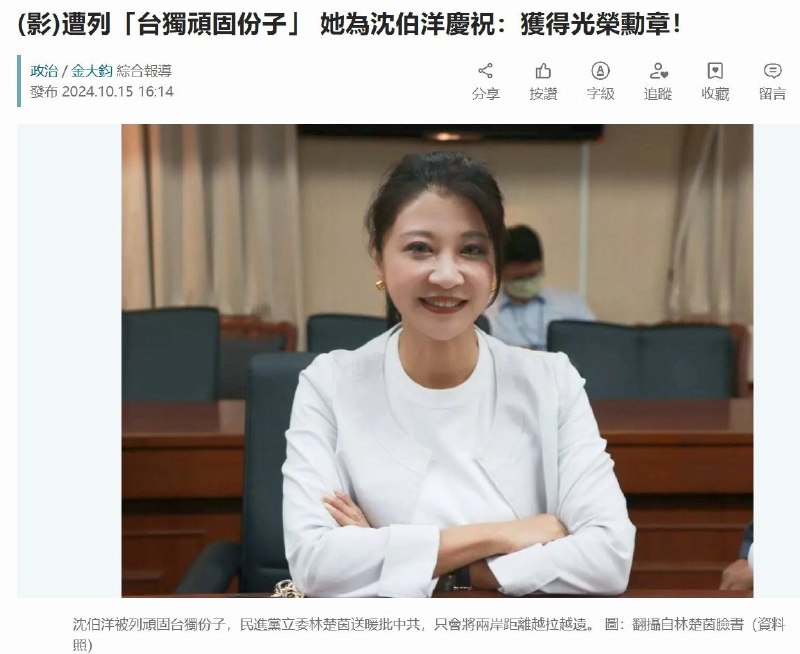 (影)遭列「台獨頑固份子」 她為沈伯洋慶祝：獲得光榮勳章！
政治 / 金大鈞 綜合報導
發布 2024.10.15 16:14
分享 按讚 字級 追蹤 收藏 留言
沈伯洋被列頑固台獨份子，民進黨立委林楚茵送暖批中共，只會將兩岸距離越拉越遠。 圖：翻攝自林楚茵臉書（資料
照）